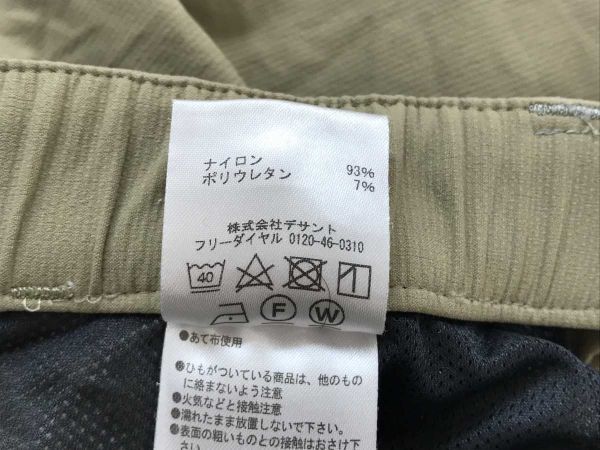 ナイロン 93%
ポリウレタン 7%
株式会社デサント
フリーダイヤル 0120-46-0310
40
F W
●あて布使用
●ひもがついている商品は、他のもの
に絡まないよう注意
●火気などと接触注意
●濡れたまま放置しないで下さい。
●表面の粗いものとの接触はおさけ下
さい。